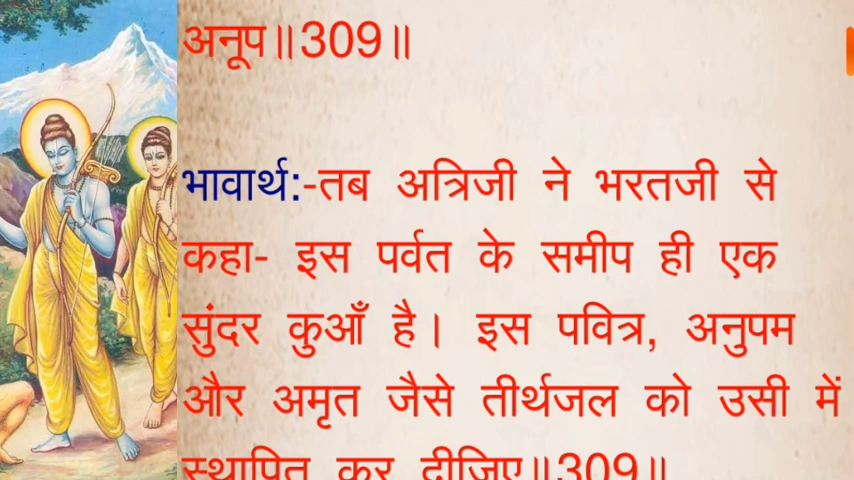 अनूप॥309॥
भावार्थ:-तब अत्रिजी ने भरतजी से
कहा- इस पर्वत के समीप ही एक
सुंदर कुआँ है। इस पवित्र, अनुपम
और अमृत जैसे तीर्थजल को उसी में
स्थापित कर दीजिए॥309॥